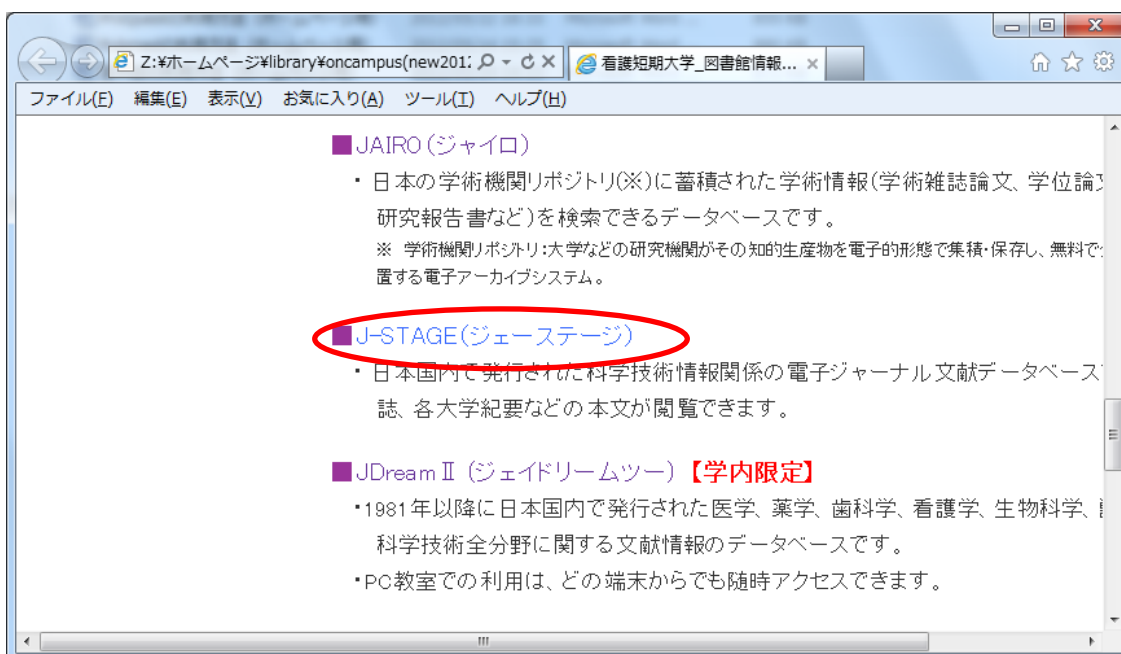 Z:¥ホームページ¥library¥oncampus(new2012
看護短期大学_図書館情報...
ファイル(F) 編集(E) 表示(V) お気に入り(A) ツール(T) ヘルプ(H)
■JAIRO(ジャイロ)
・日本の学術機関リポジトリ(※)に蓄積された学術情報(学術雑誌論文、学位論文
研究報告書など)を検索できるデータベースです。
※ 学術機関リポジトリ:大学などの研究機関がその知的生産物を電子的形態で集積・保存し、無料で
置する電子アーカイブシステム。
■J-STAGE(ジェーステージ)
・日本国内で発行された科学技術情報関係の電子ジャーナル文献データベース
誌、各大学紀要などの本文が閲覧できます。
■JDreamⅡ(ジェイドリームツー)【学内限定】
・1981年以降に日本国内で発行された医学、薬学、歯科学、看護学、生物科学、
科学技術全分野に関する文献情報のデータベースです。
・PC教室での利用は、どの端末からでも随時アクセスできます。